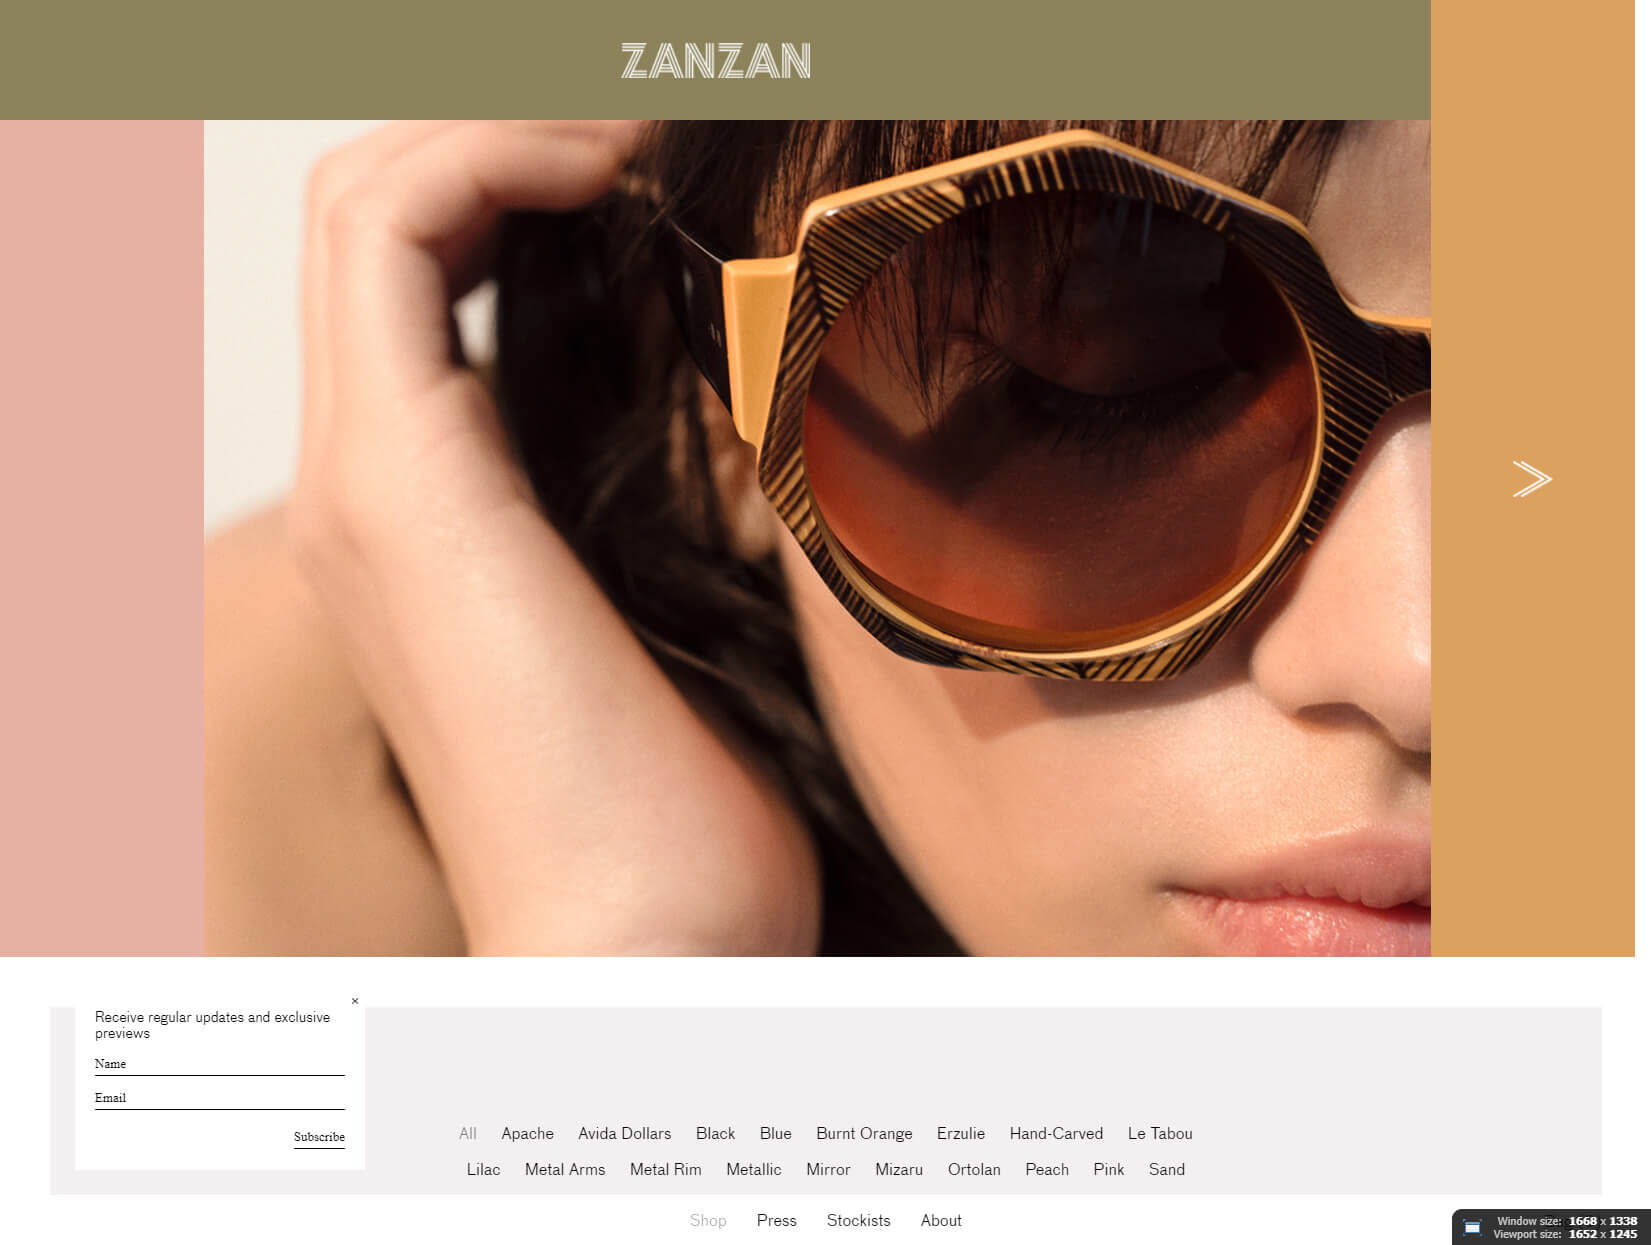 ZANZAN
×
Receive regular updates and exclusive
previews
Name
Email
Subscribe
All Apache Avida Dollars Black Blue Burnt Orange Erzulie Hand-Carved Le Tabou
Lilac Metal Arms Metal Rim Metallic Mirror Mizaru Ortolan Peach Pink Sand
Shop Press Stockists About
Window size: 1668 x 1338
Viewport size: 1652 x 1245